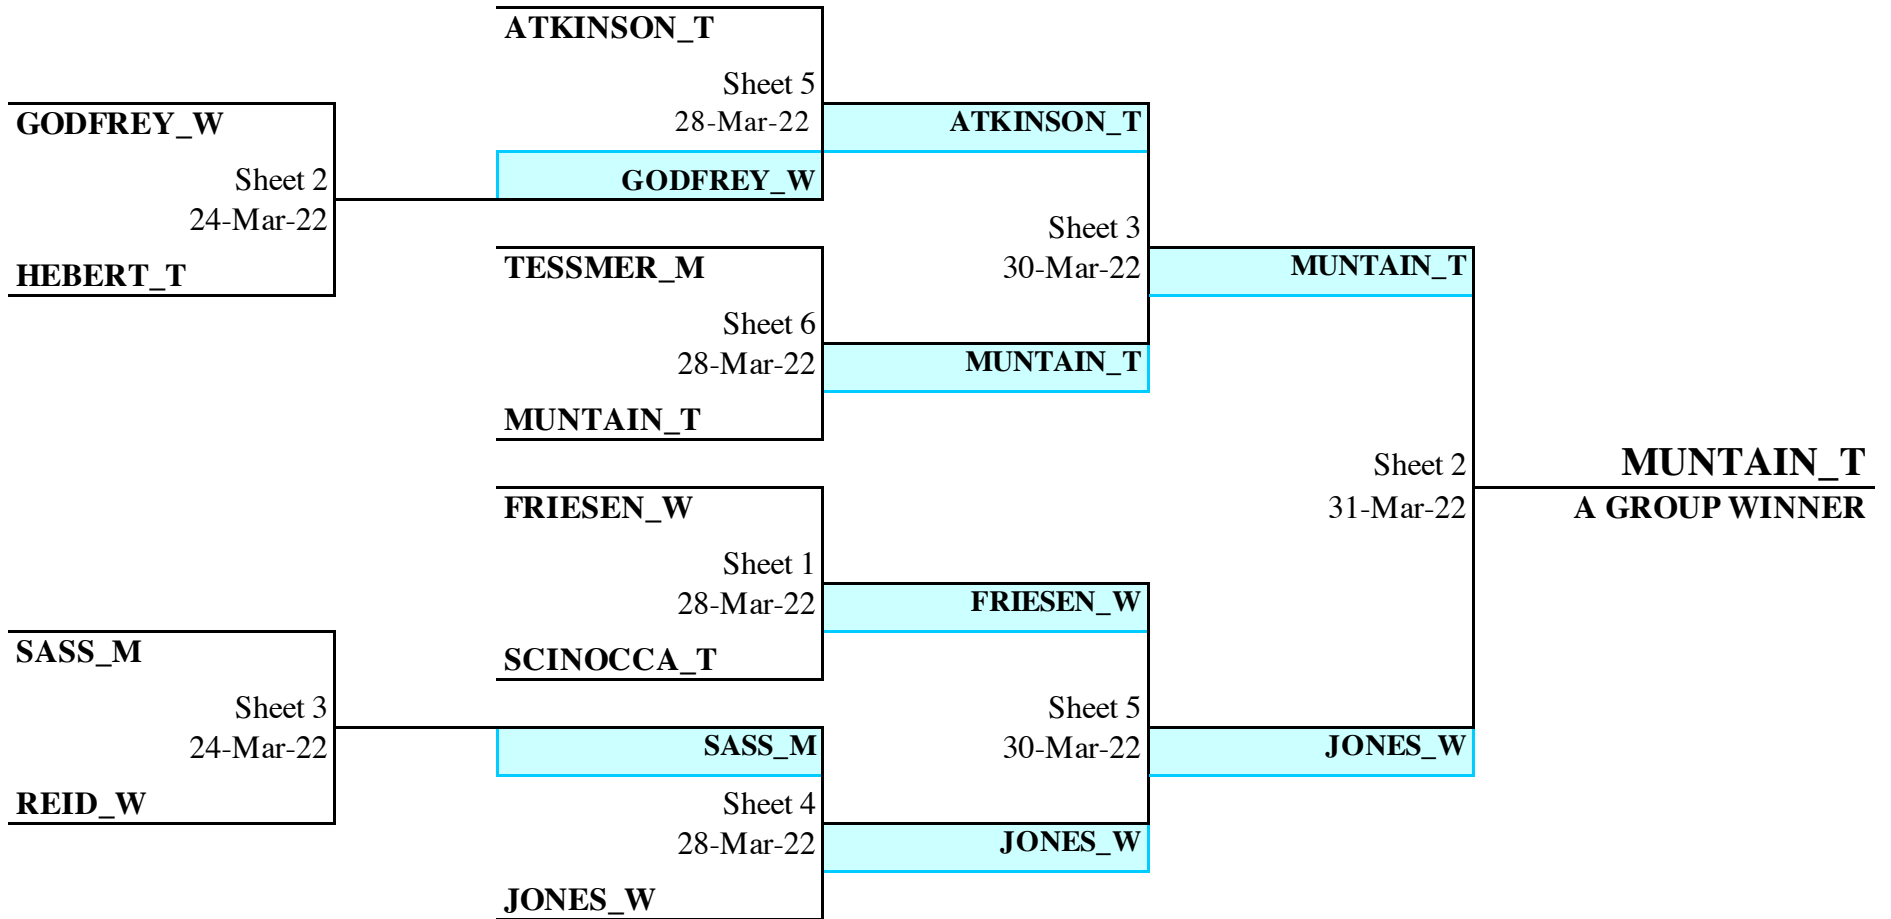 ATKINSON_T
Sheet 5
28-Mar-22
GODFREY_W
GODFREY_W
Sheet 2
24-Mar-22
HEBERT_T
ATKINSON_T
TESSMER_M
Sheet 6
28-Mar-22
MUNTAIN_T
MUNTAIN_T
Sheet 3
30-Mar-22
MUNTAIN_T
FRIESEN_W
Sheet 1
28-Mar-22
SCINOCCA_T
FRIESEN_W
SASS_M
Sheet 3
24-Mar-22
REID_W
SASS_M
Sheet 4
28-Mar-22
JONES_W
JONES_W
Sheet 5
30-Mar-22
JONES_W
Sheet 2
31-Mar-22
MUNTAIN_T
A GROUP WINNER